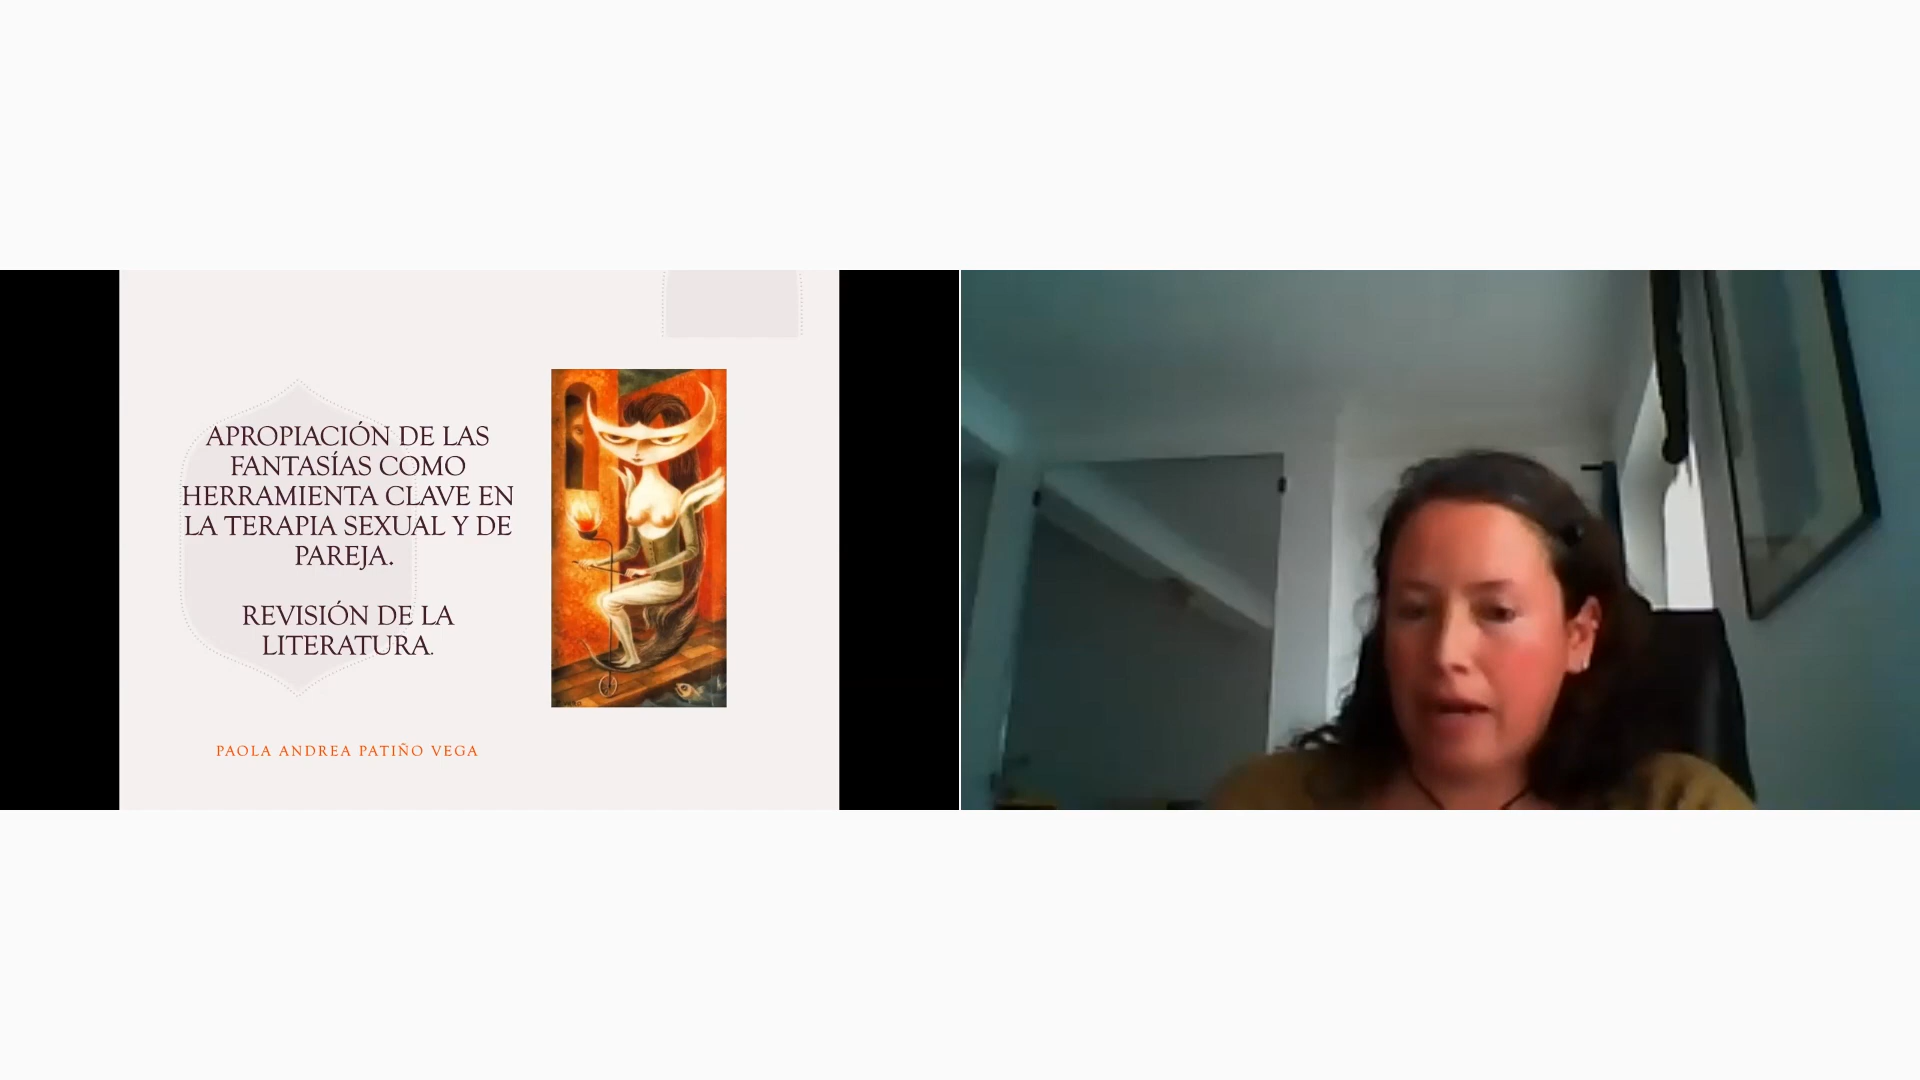 APROPIACIÓN DE LAS
FANTASÍAS COMO
HERRAMIENTA CLAVE EN
LA TERAPIA SEXUAL Y DE
PAREJA.
REVISIÓN DE LA
LITERATURA.
PAOLA ANDREA PATIÑO VEGA